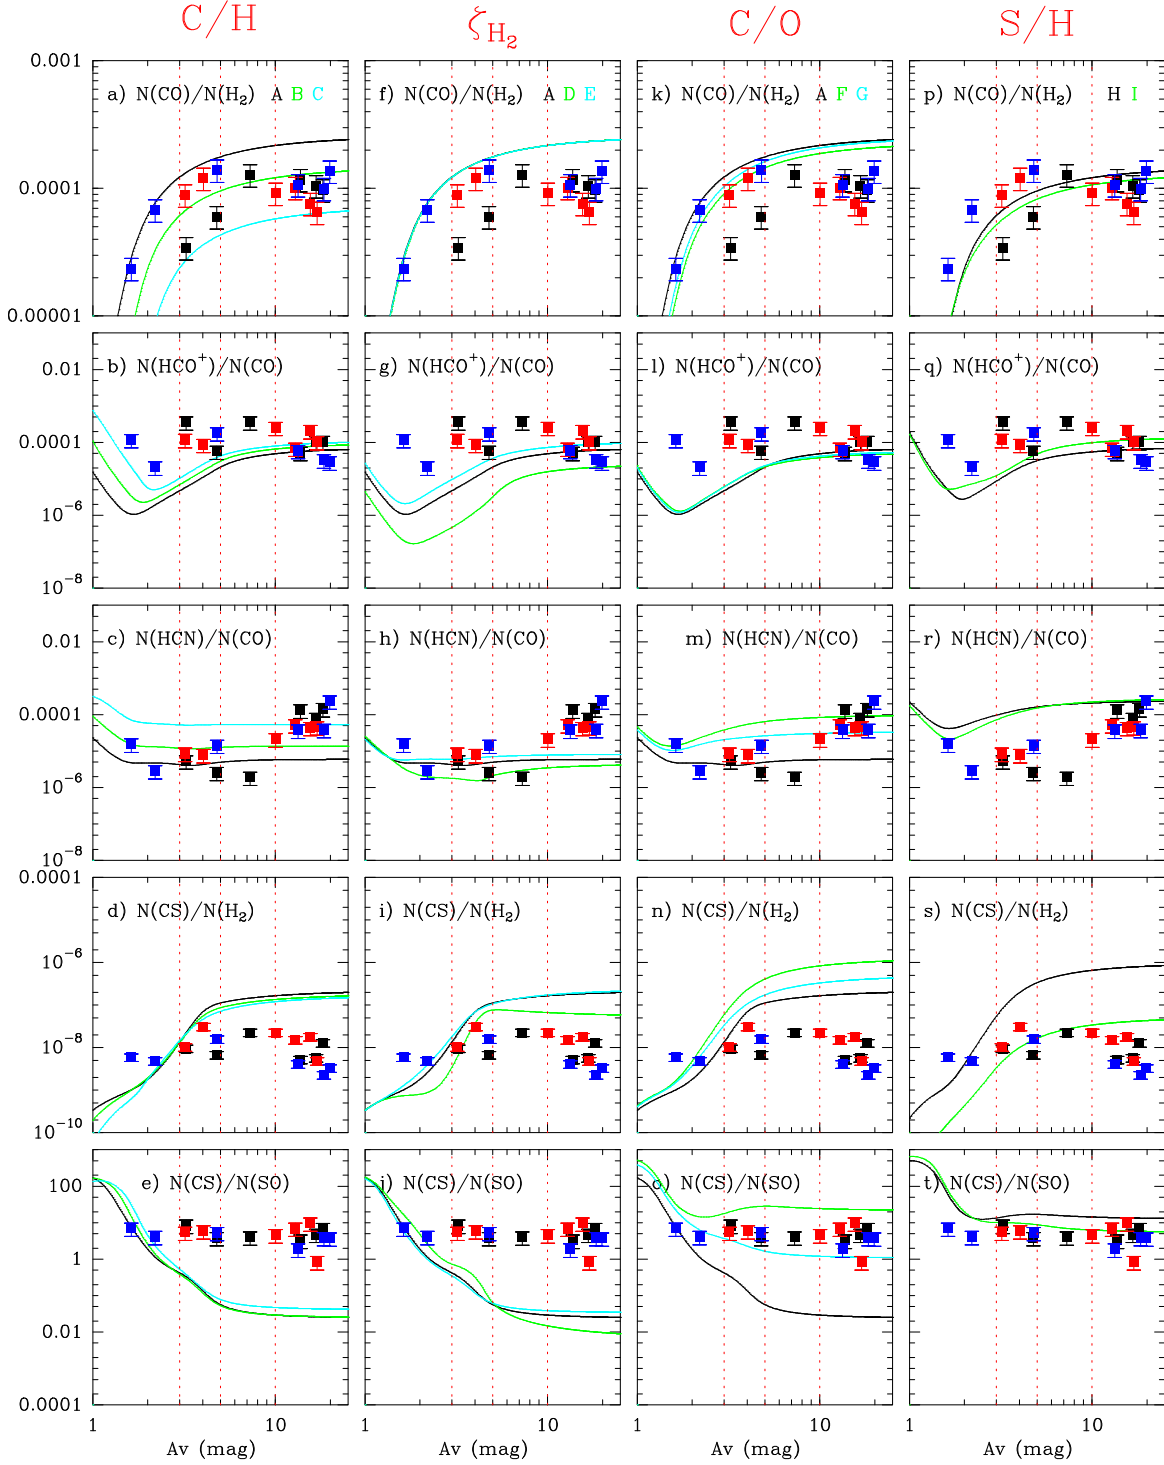 C/H ζH₂ C/O S/H
0.001
a) N(CO)/N(H₂) A B C
f) N(CO)/N(H₂) A D E
k) N(CO)/N(H₂) A F G
p) N(CO)/N(H₂) H I
0.0001
0.00001
b) N(HCO⁺)/N(CO)
g) N(HCO⁺)/N(CO)
l) N(HCO⁺)/N(CO)
q) N(HCO⁺)/N(CO)
0.01
0.0001
10⁻⁶
10⁻⁸
c) N(HCN)/N(CO)
h) N(HCN)/N(CO)
m) N(HCN)/N(CO)
r) N(HCN)/N(CO)
0.01
0.0001
10⁻⁶
10⁻⁸
0.0001
d) N(CS)/N(H₂)
i) N(CS)/N(H₂)
n) N(CS)/N(H₂)
s) N(CS)/N(H₂)
10⁻⁶
10⁻⁸
10⁻¹⁰
e) N(CS)/N(SO)
j) N(CS)/N(SO)
o) N(CS)/N(SO)
t) N(CS)/N(SO)
100
1
0.01
0.0001
1 10 1 10 1 10 1 10
Av (mag) Av (mag) Av (mag) Av (mag)